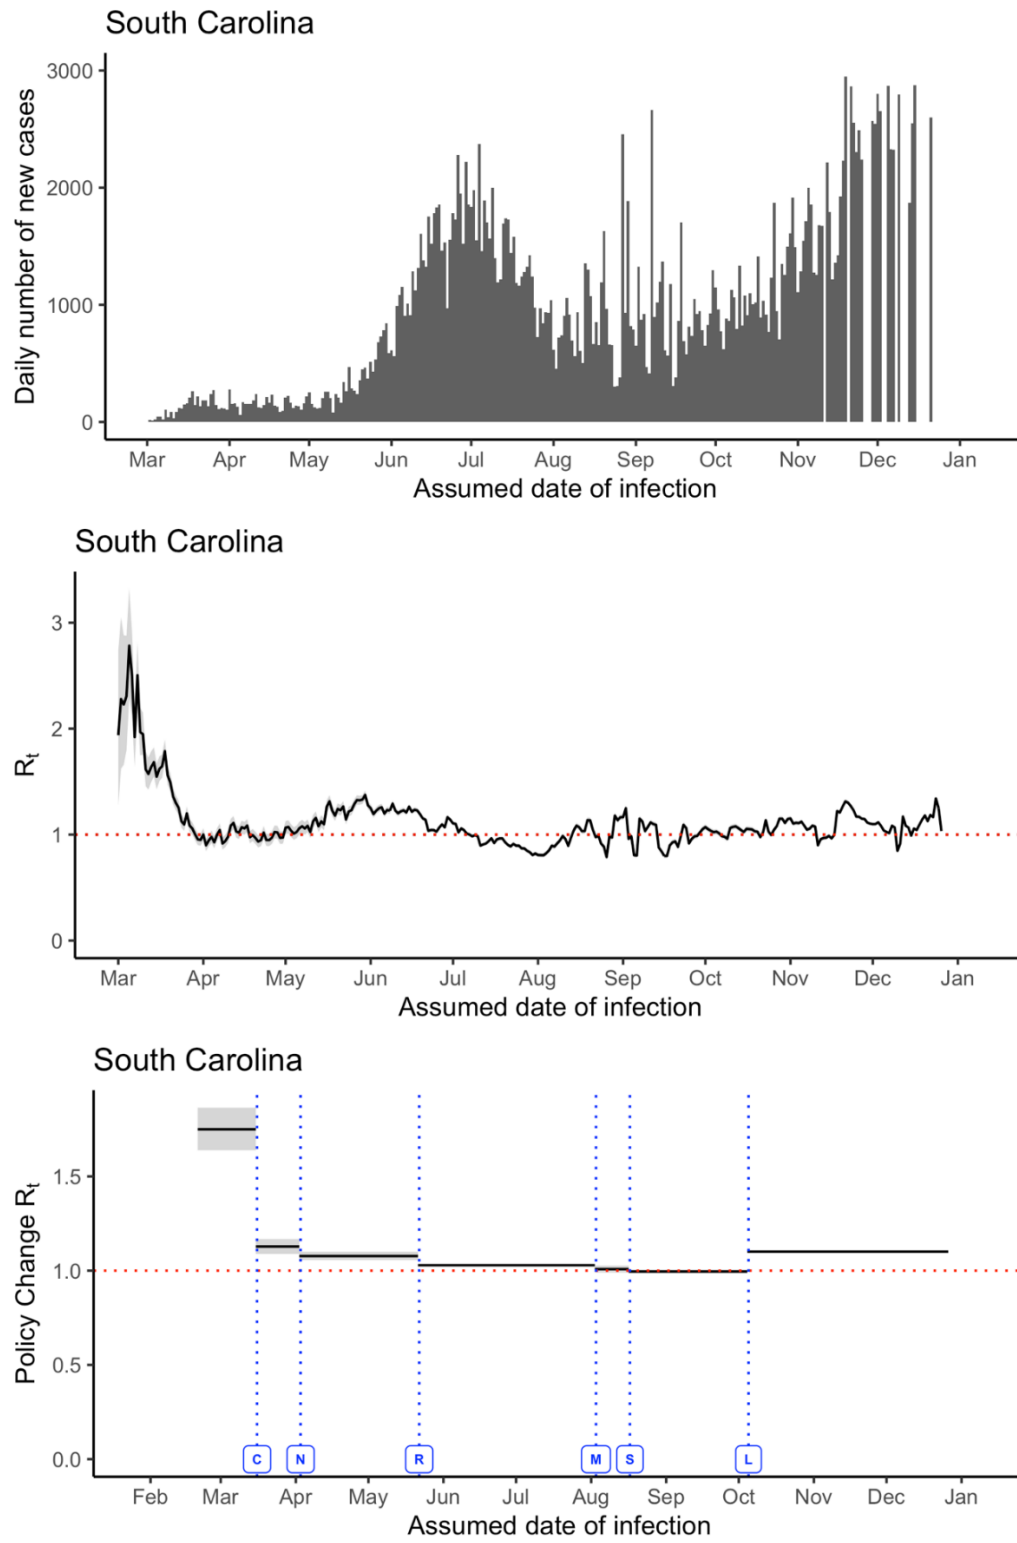 South Carolina
Daily number of new cases
3000
2000
1000
0
Mar Apr May Jun Jul Aug Sep Oct Nov Dec Jan
Assumed date of infection
South Carolina
Rt
3
2
1
0
Mar Apr May Jun Jul Aug Sep Oct Nov Dec Jan
Assumed date of infection
South Carolina
Policy Change Rt
1.5
1.0
0.5
0.0
C N R M S L
Feb Mar Apr May Jun Jul Aug Sep Oct Nov Dec Jan
Assumed date of infection